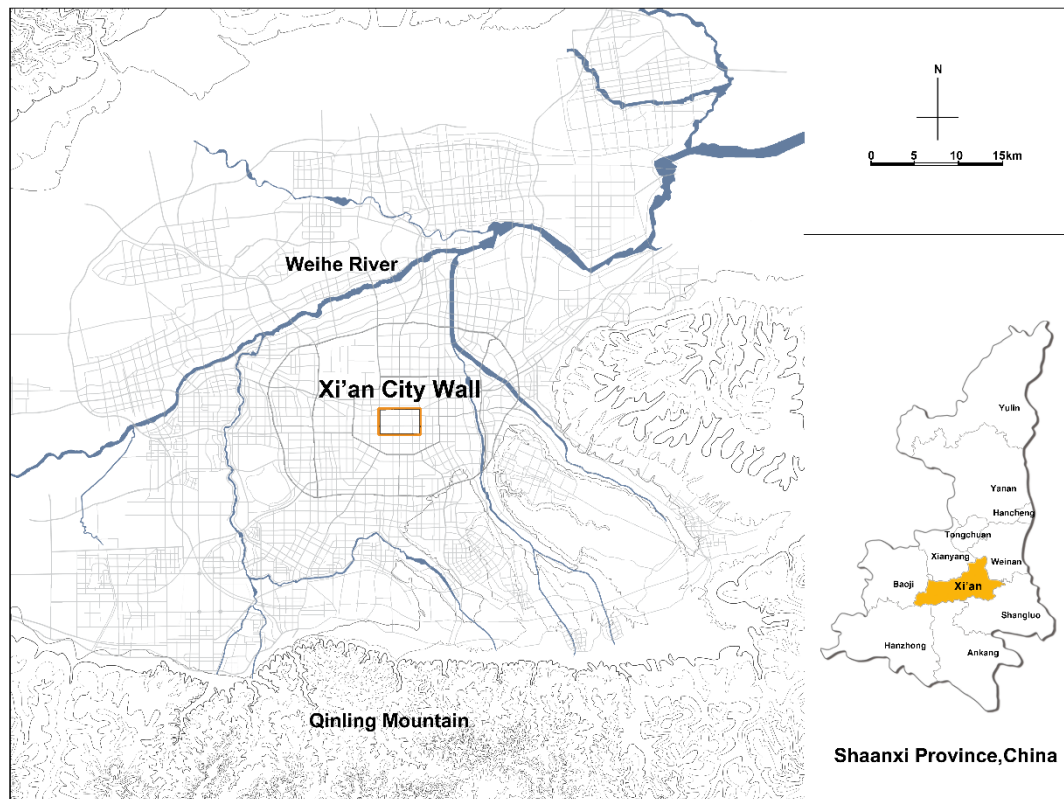 N
0 5 10 15km
Weihe River
Xi'an City Wall
Qinling Mountain
Yulin
Yanan
Hancheng
Tongchuan
Xianyang
Weinan
Baoji
Xi'an
Shangluo
Hanzhong
Ankang
Shaanxi Province,China